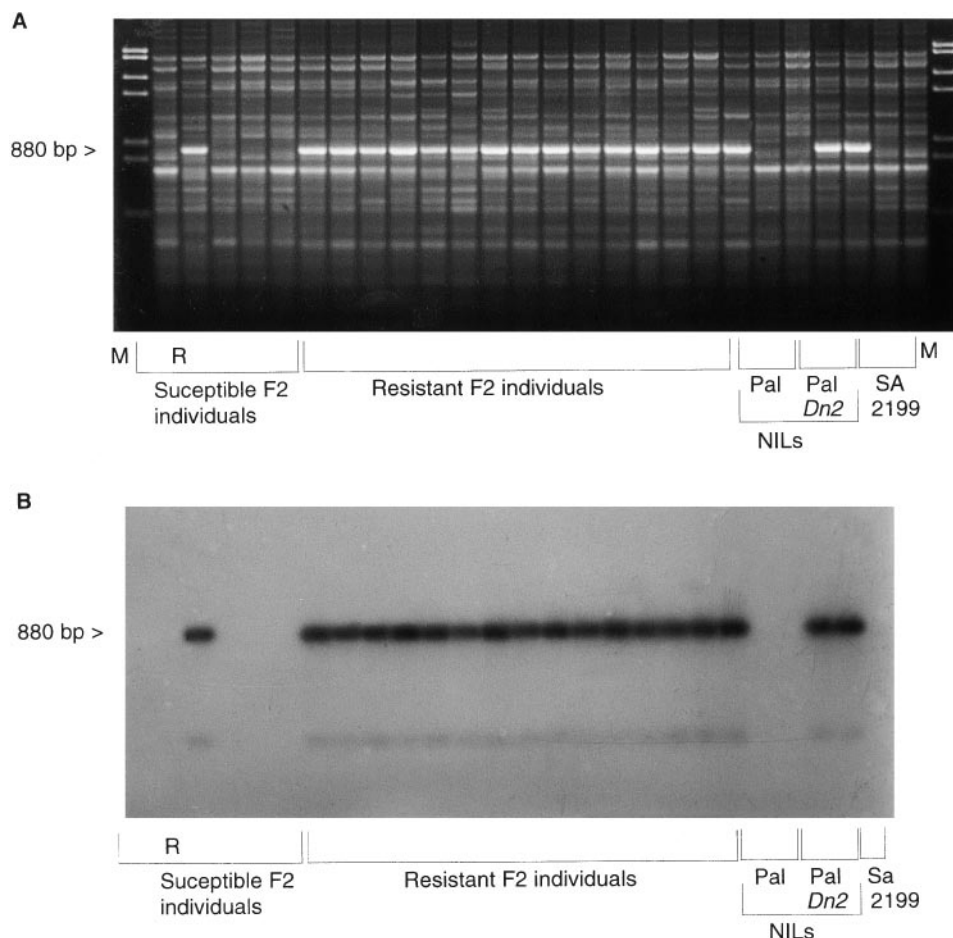 A
880 bp >
M R M
Suceptible F2 individuals
Resistant F2 individuals
Pal
Pal Dn2
SA 2199
NILs
B
880 bp >
R
Suceptible F2 individuals
Resistant F2 individuals
Pal
Pal Dn2
Sa 2199
NILs